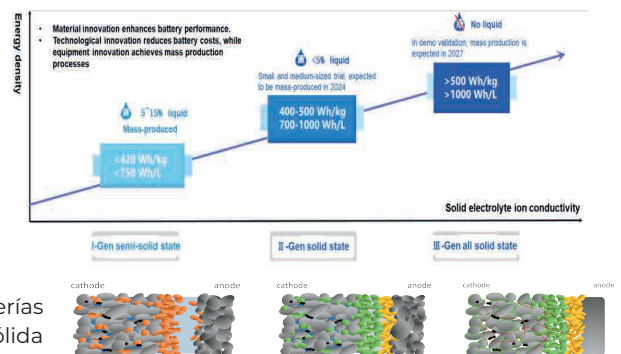 Energy density
• Material innovation enhances battery performance.
• Technological innovation reduces battery costs, while
equipment innovation achieves mass production
processes
No liquid
In demo validation, mass production is
expected in 2027
>500 Wh/kg
>1000 Wh/L
<5% liquid
Small and medium-sized trial, expected
to be mass-produced in 2024
400-500 Wh/kg
700-1000 Wh/L
5~15% liquid
Mass-produced
<420 Wh/kg
<750 Wh/L
Solid electrolyte ion conductivity
I-Gen semi-solid state
II-Gen solid state
III-Gen all solid state
cathode anode
cathode anode
cathode anode
erías
ólida